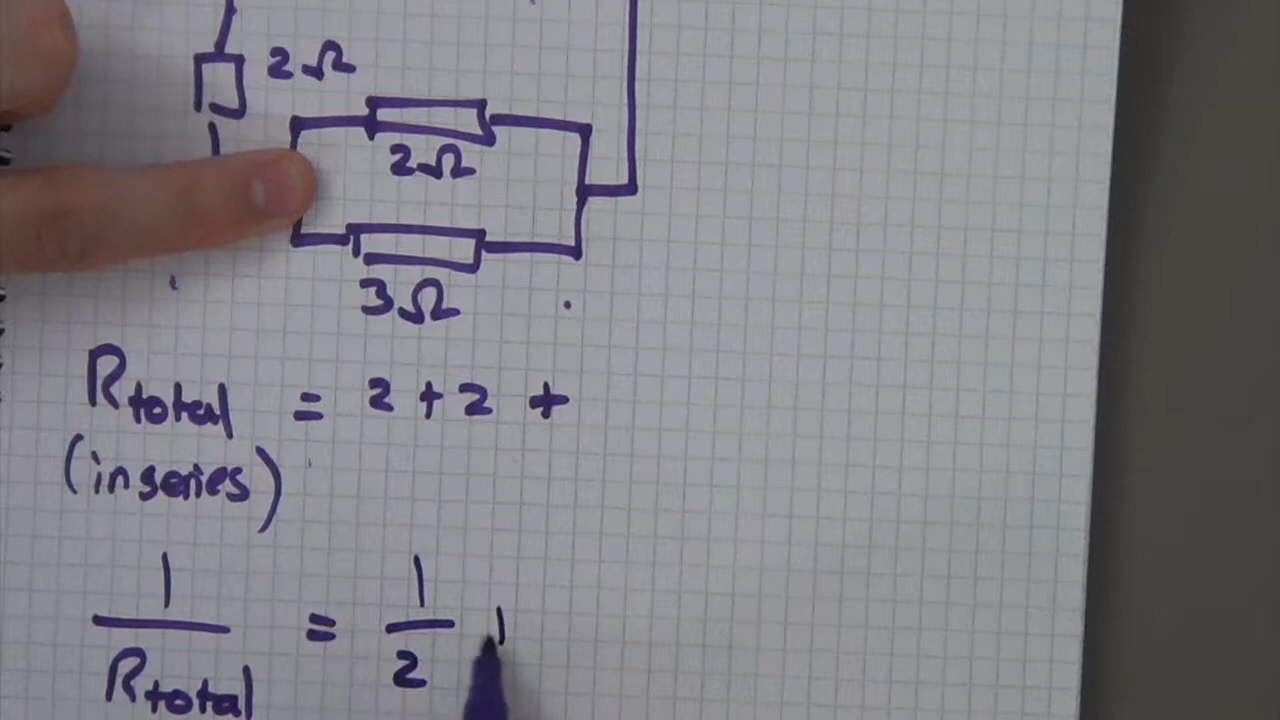 2Ω
2Ω
3Ω
Rtotal = 2 + 2 +
(in series)
1/Rtotal = 1/2